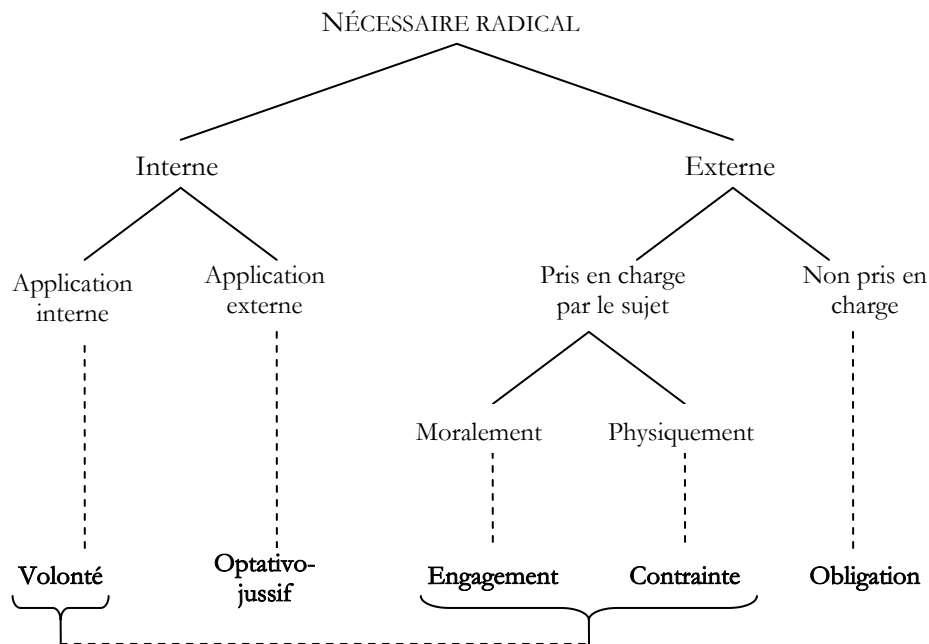 NÉCESSAIRE RADICAL
Interne
Externe
Application
interne
Application
externe
Pris en charge
par le sujet
Non pris en
charge
Moralement
Physiquement
Volonté
Optativo-
jussif
Engagement
Contrainte
Obligation